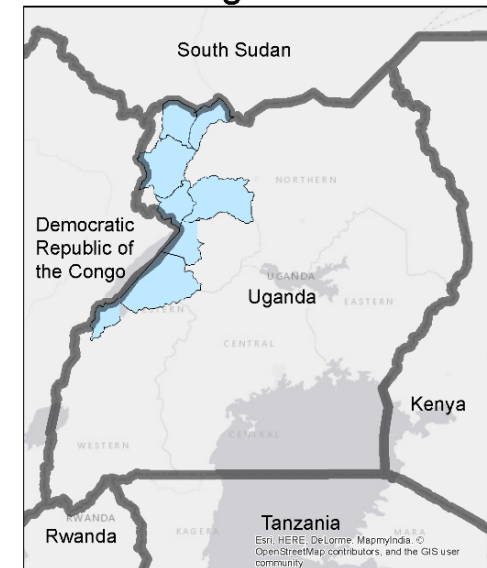 South Sudan
NORTHERN
Democratic
Republic of
the Congo
UGANDA
Uganda
EASTERN
CENTRAL
Kenya
CENTRAL
WESTERN
RWANDA
Rwanda
KAGERA
Tanzania
MARA
Esri, HERE, DeLorme, MapmyIndia, ©
OpenStreetMap contributors, and the GIS user
community